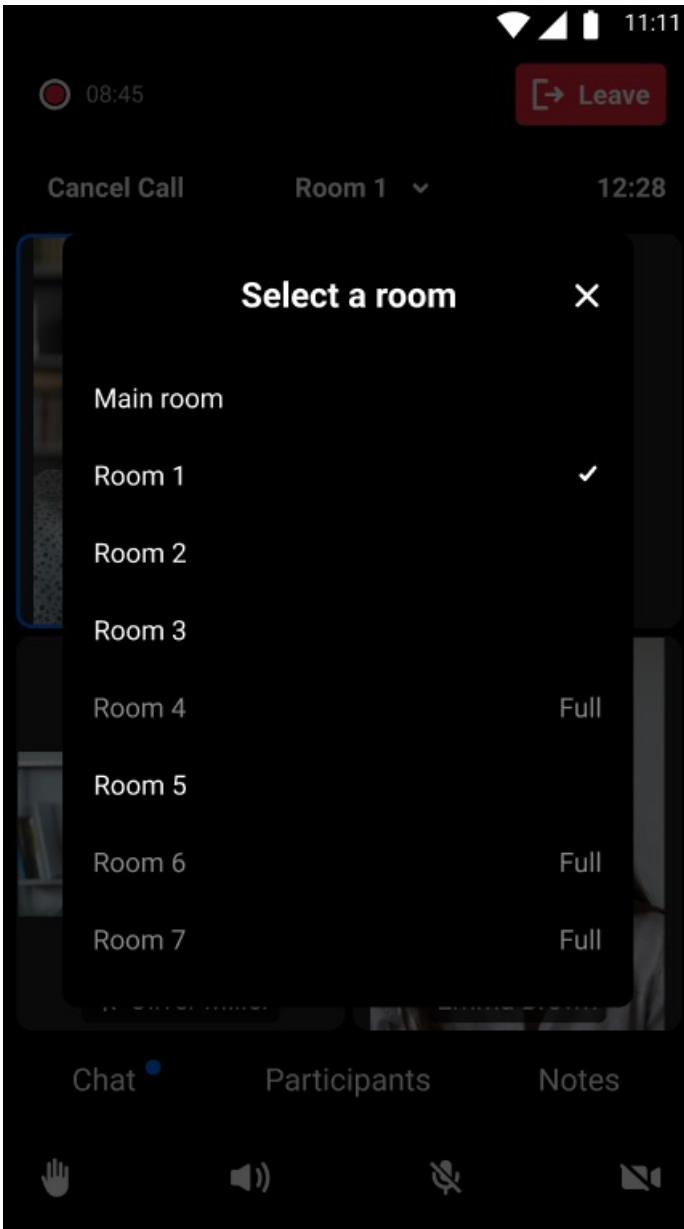 11:11
08:45
Leave
Cancel Call Room 1 12:28
Select a room
Main room
Room 1
Room 2
Room 3
Room 4 Full
Room 5
Room 6 Full
Room 7 Full
Chat Participants Notes